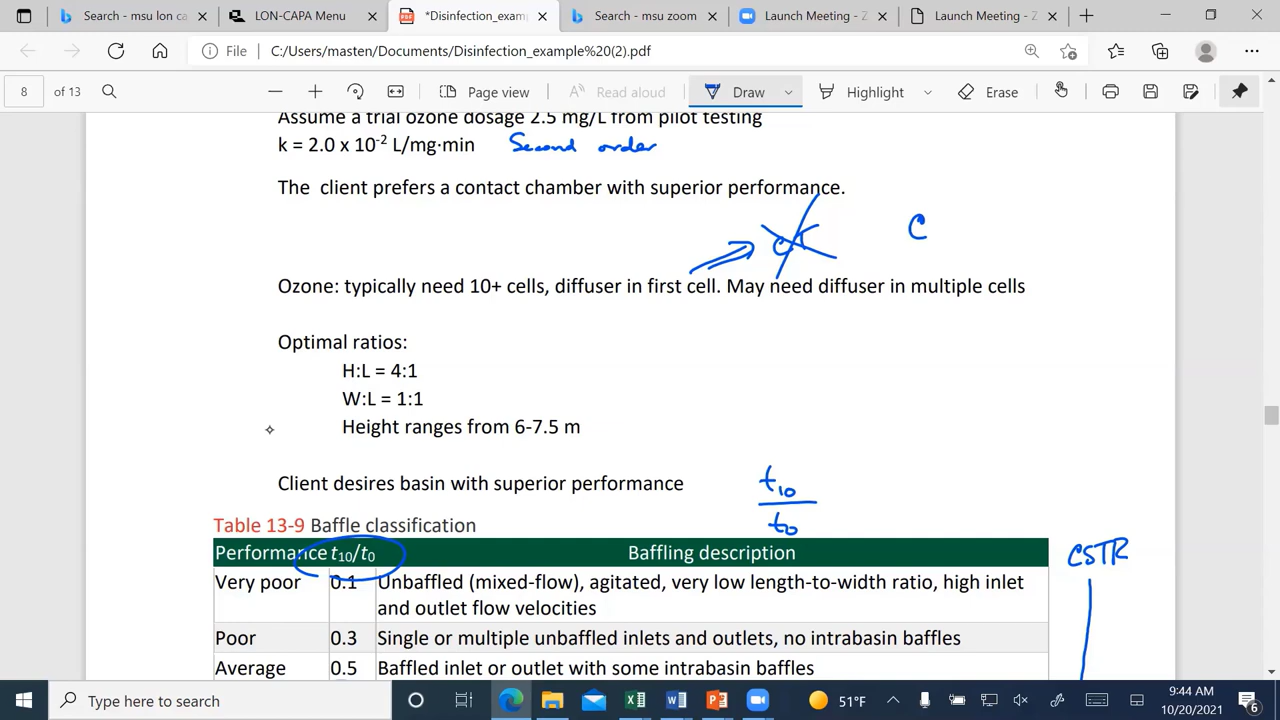 Search - msu lon ca
LON-CAPA Menu
*Disinfection_exam
Search - msu zoom
Launch Meeting - Z
Launch Meeting - Z
File
C:/Users/masten/Documents/Disinfection_example%20(2).pdf
8
of 13
Page view
Read aloud
Draw
Highlight
Erase
Assume a trial ozone dosage 2.5 mg/L from pilot testing
k = 2.0 x 10-2 L/mg·min Second order
The client prefers a contact chamber with superior performance.
C
Ozone: typically need 10+ cells, diffuser in first cell. May need diffuser in multiple cells
Optimal ratios:
H:L = 4:1
W:L = 1:1
Height ranges from 6-7.5 m
Client desires basin with superior performance
t10
t0
Table 13-9 Baffle classification
Performance t10/t0 Baffling description
CSTR
Very poor 0.1 Unbaffled (mixed-flow), agitated, very low length-to-width ratio, high inlet
and outlet flow velocities
Poor 0.3 Single or multiple unbaffled inlets and outlets, no intrabasin baffles
Average 0.5 Baffled inlet or outlet with some intrabasin baffles
Type here to search
51°F
9:44 AM
10/20/2021
6